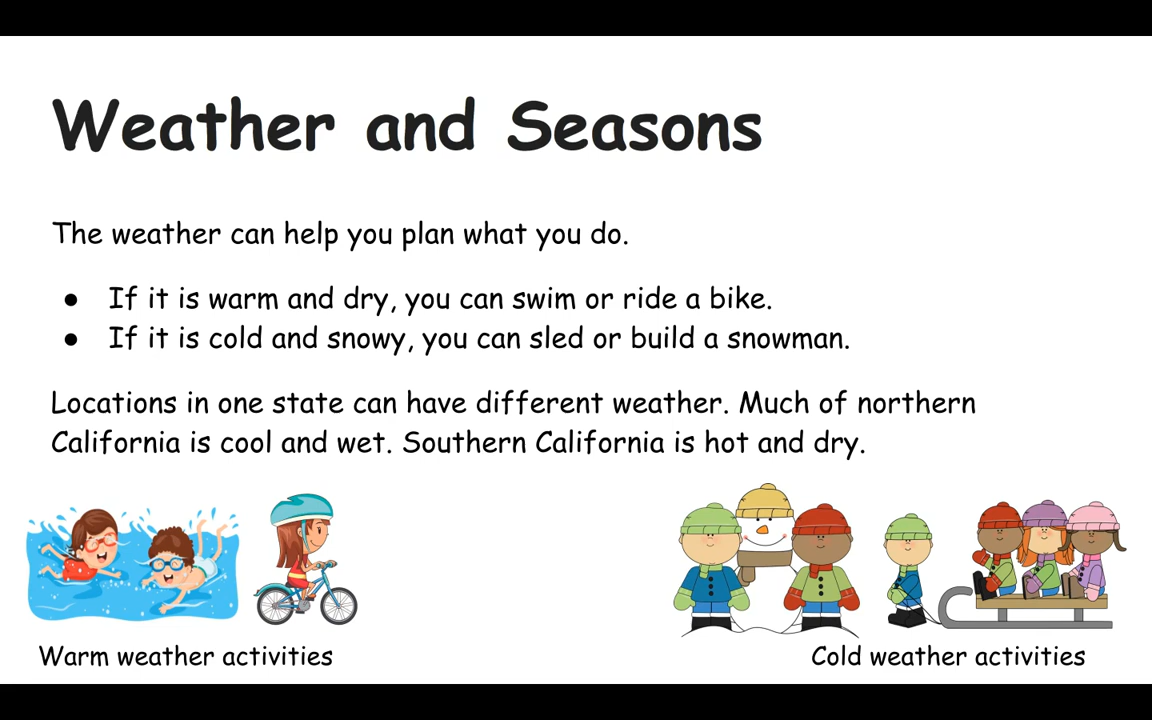 Weather and Seasons
The weather can help you plan what you do.
● If it is warm and dry, you can swim or ride a bike.
● If it is cold and snowy, you can sled or build a snowman.
Locations in one state can have different weather. Much of northern
California is cool and wet. Southern California is hot and dry.
Warm weather activities
Cold weather activities